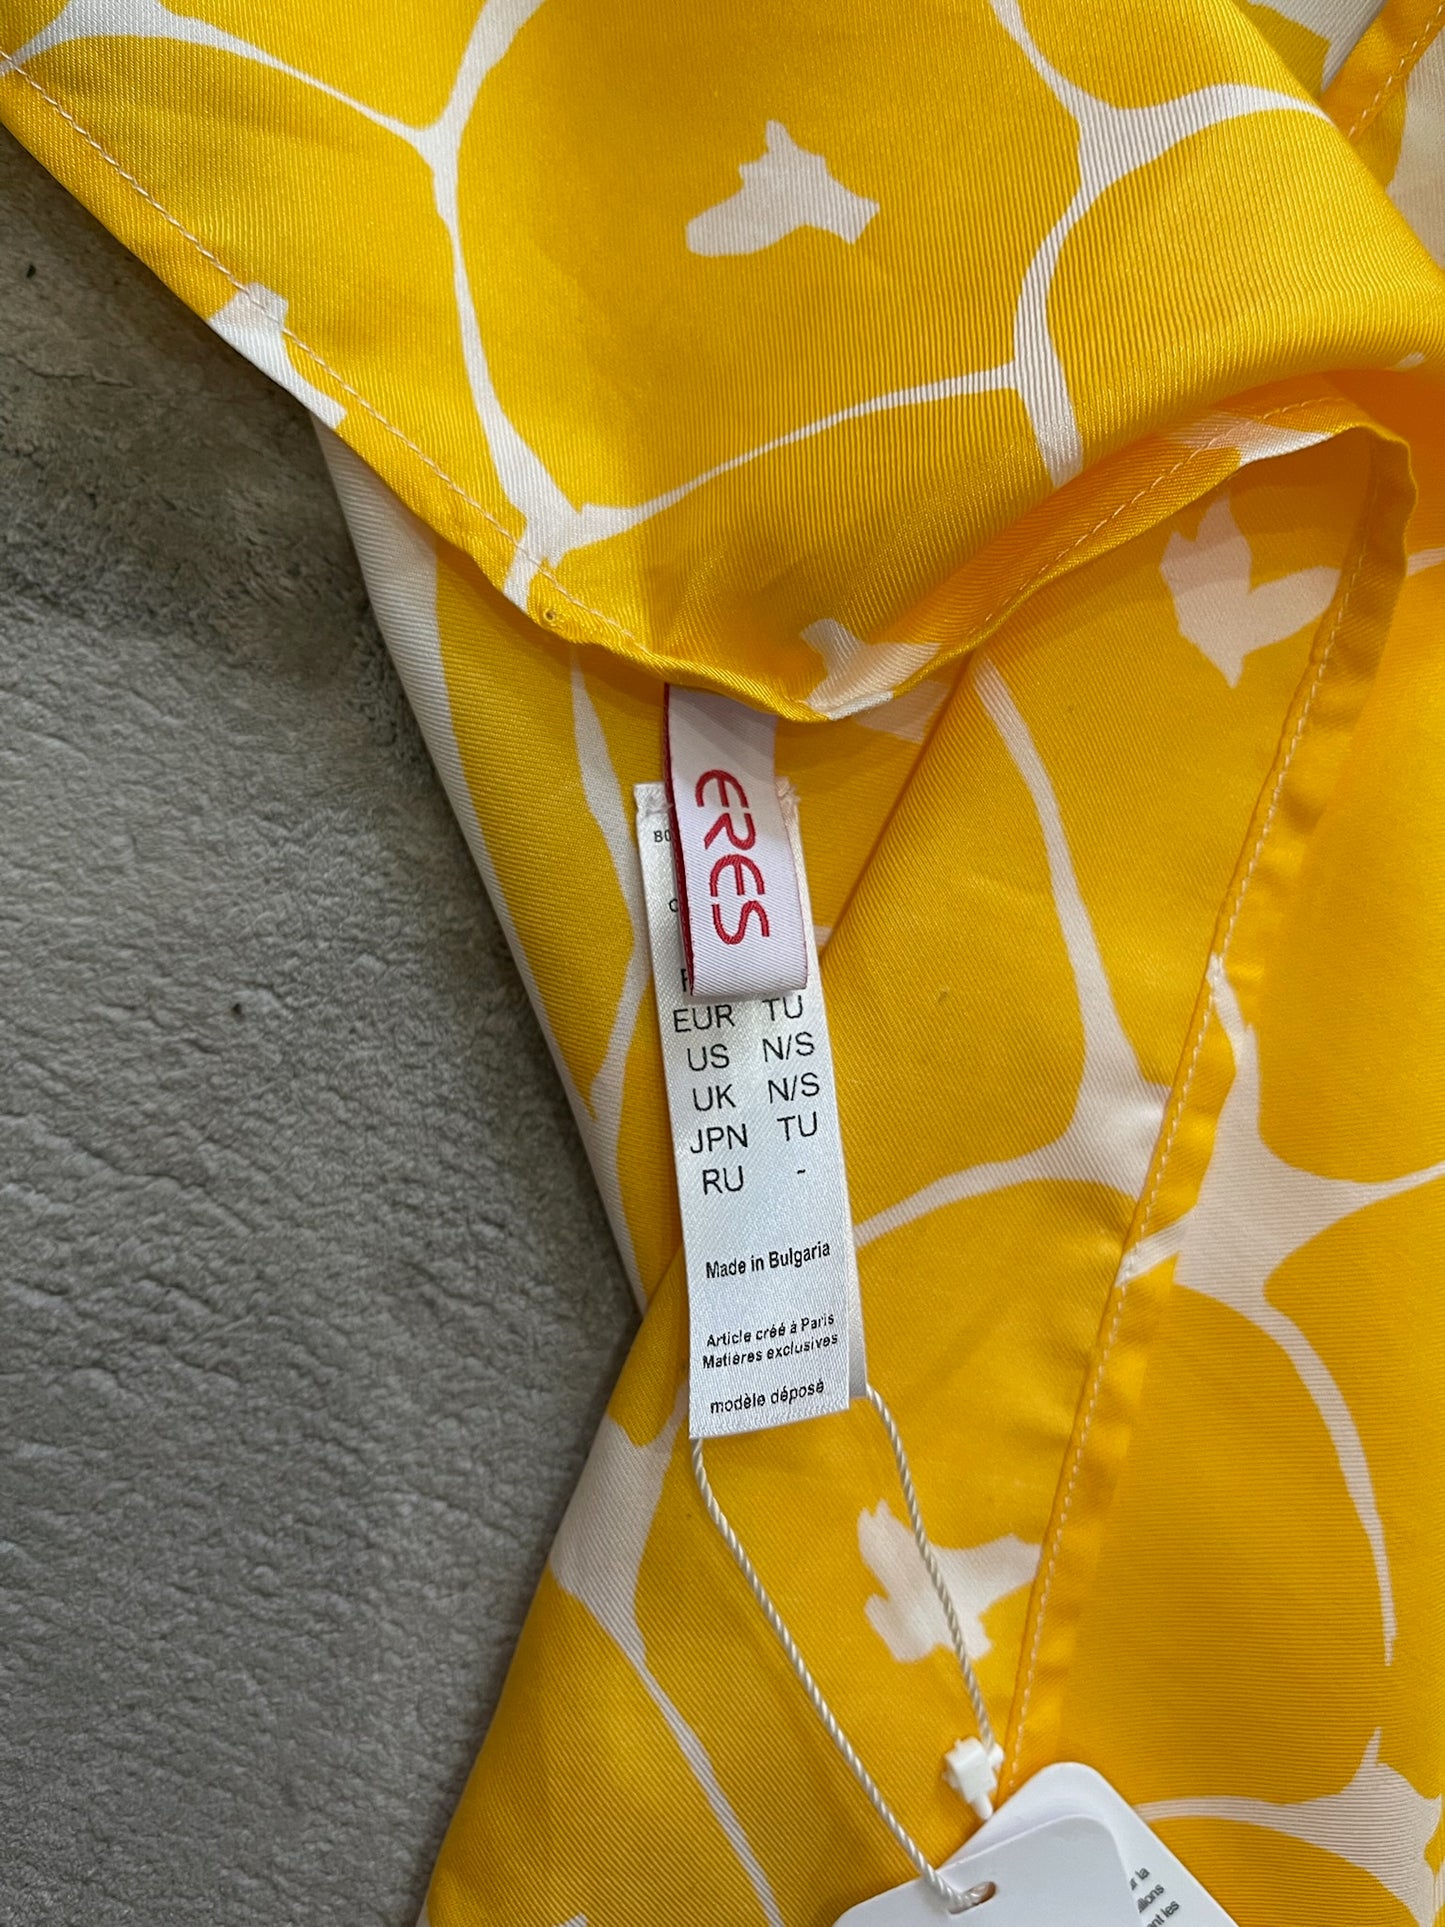 ERES
EUR TU
US N/S
UK N/S
JPN TU
RU -
Made in Bulgaria
Article créé à Paris
Matières exclusives
modèle déposé